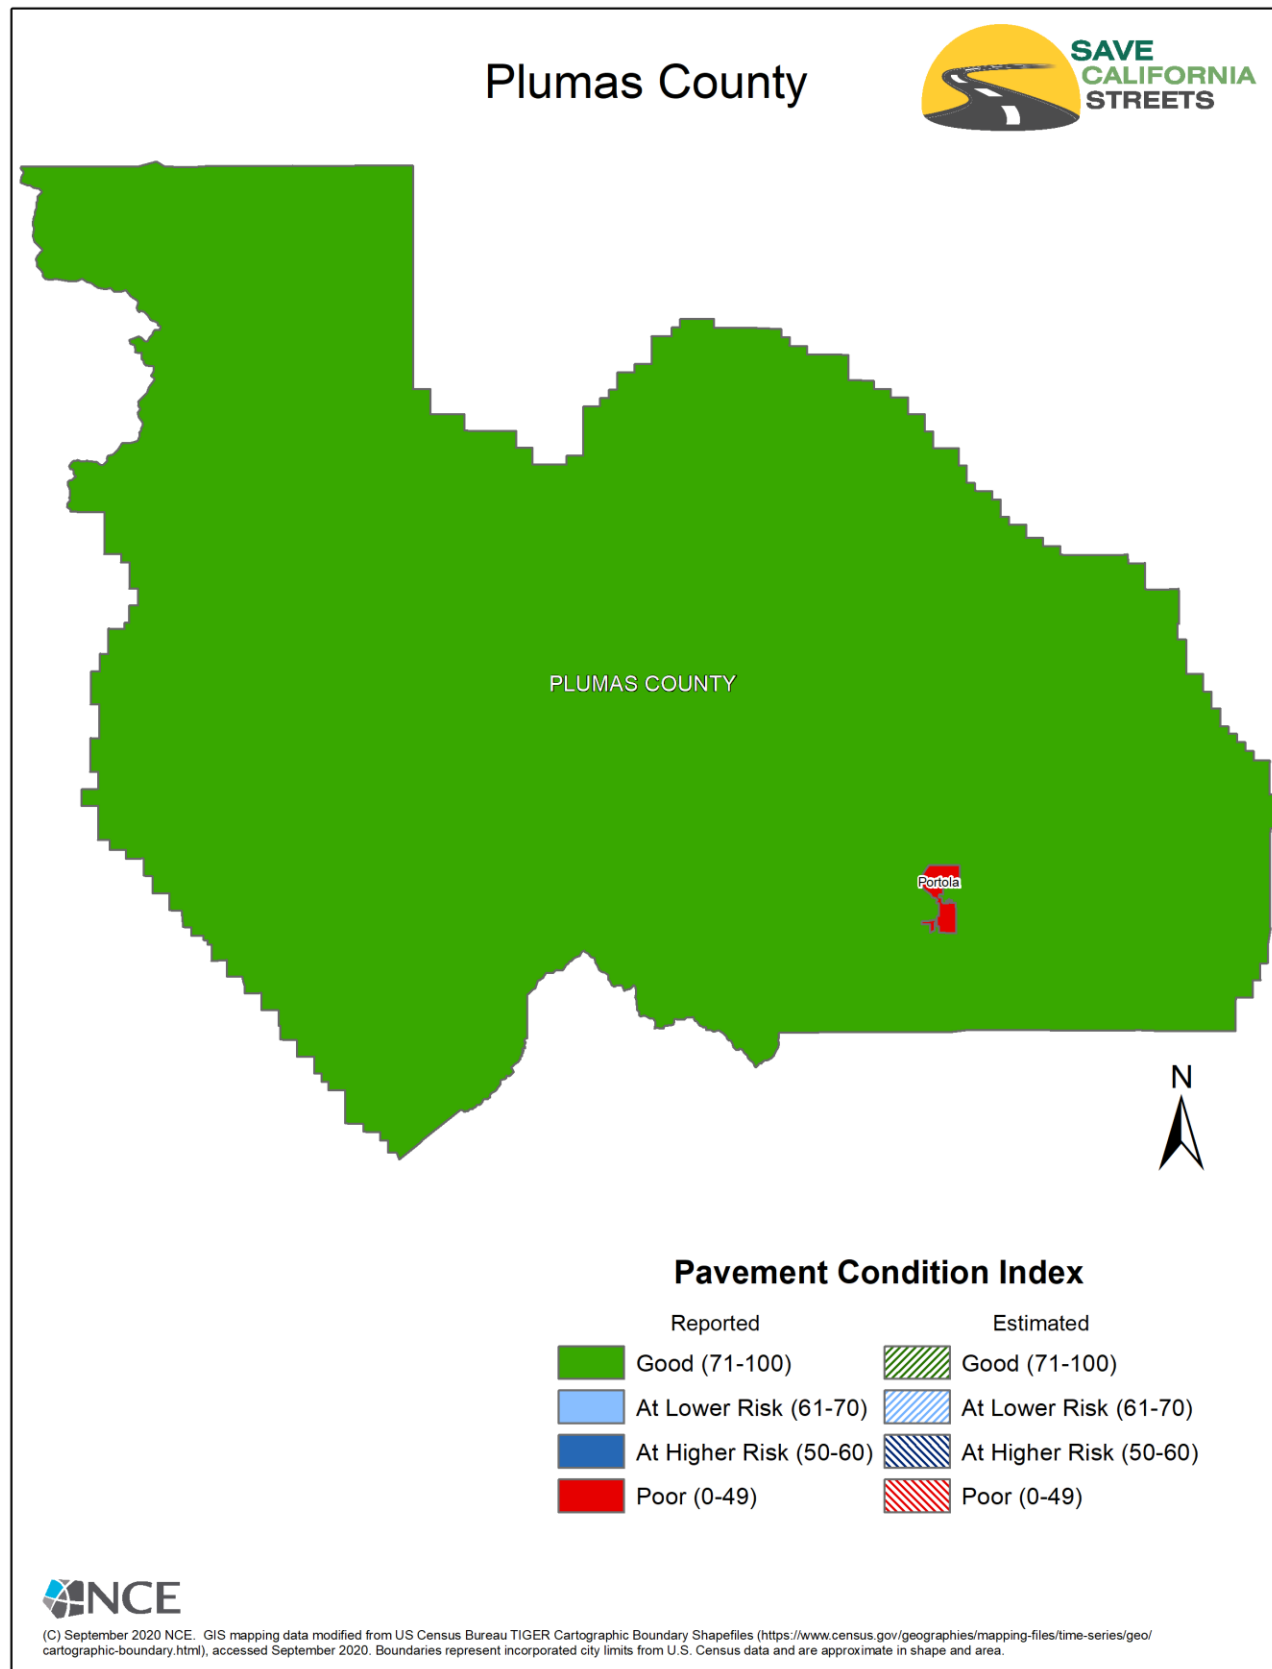 Plumas County
SAVE
CALIFORNIA
STREETS
PLUMAS COUNTY
Portola
N
Pavement Condition Index
Reported
Estimated
Good (71-100)
Good (71-100)
At Lower Risk (61-70)
At Lower Risk (61-70)
At Higher Risk (50-60)
At Higher Risk (50-60)
Poor (0-49)
Poor (0-49)
NCE
(C) September 2020 NCE.  GIS mapping data modified from US Census Bureau TIGER Cartographic Boundary Shapefiles (https://www.census.gov/geographies/mapping-files/time-series/geo/
cartographic-boundary.html), accessed September 2020. Boundaries represent incorporated city limits from U.S. Census data and are approximate in shape and area.